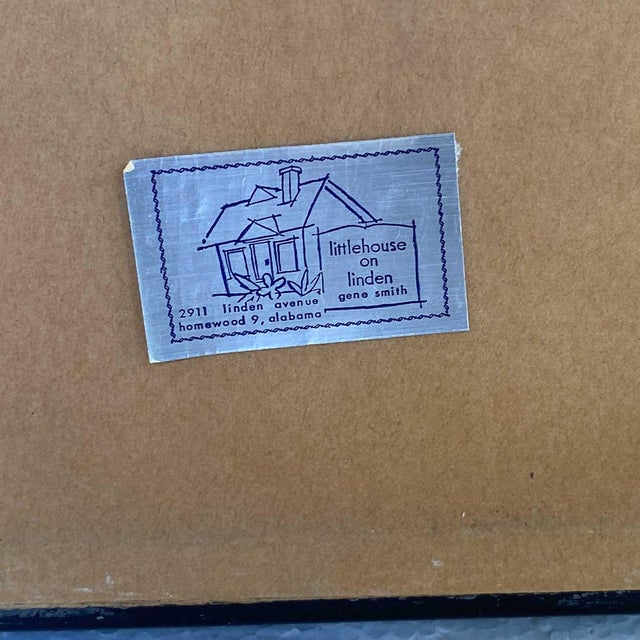 littlehouse
on
linden
gene smith
2911 linden avenue
homewood 9, alabama